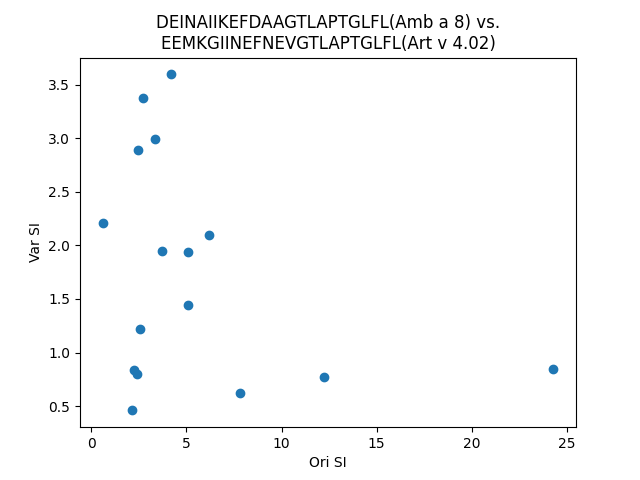 DEINAIIKEFDAAGTLAPTGLFL(Amb a 8) vs.
EEMKGIINEFNEVGTLAPTGLFL(Art v 4.02)
3.5
3.0
2.5
2.0
1.5
1.0
0.5
Var SI
0 5 10 15 20 25
Ori SI